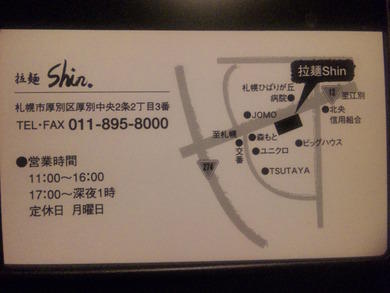 拉麺 Shin.
札幌市厚別区厚別中央2条2丁目3番
TEL・FAX 011-895-8000
●営業時間
11:00〜16:00
17:00〜深夜1時
定休日 月曜日
拉麺Shin
札幌ひばりが丘
病院
12
至江別
JOMO
北央
信用組合
至札幌
交番
森もと
ユニクロ
ビッグハウス
274
TSUTAYA